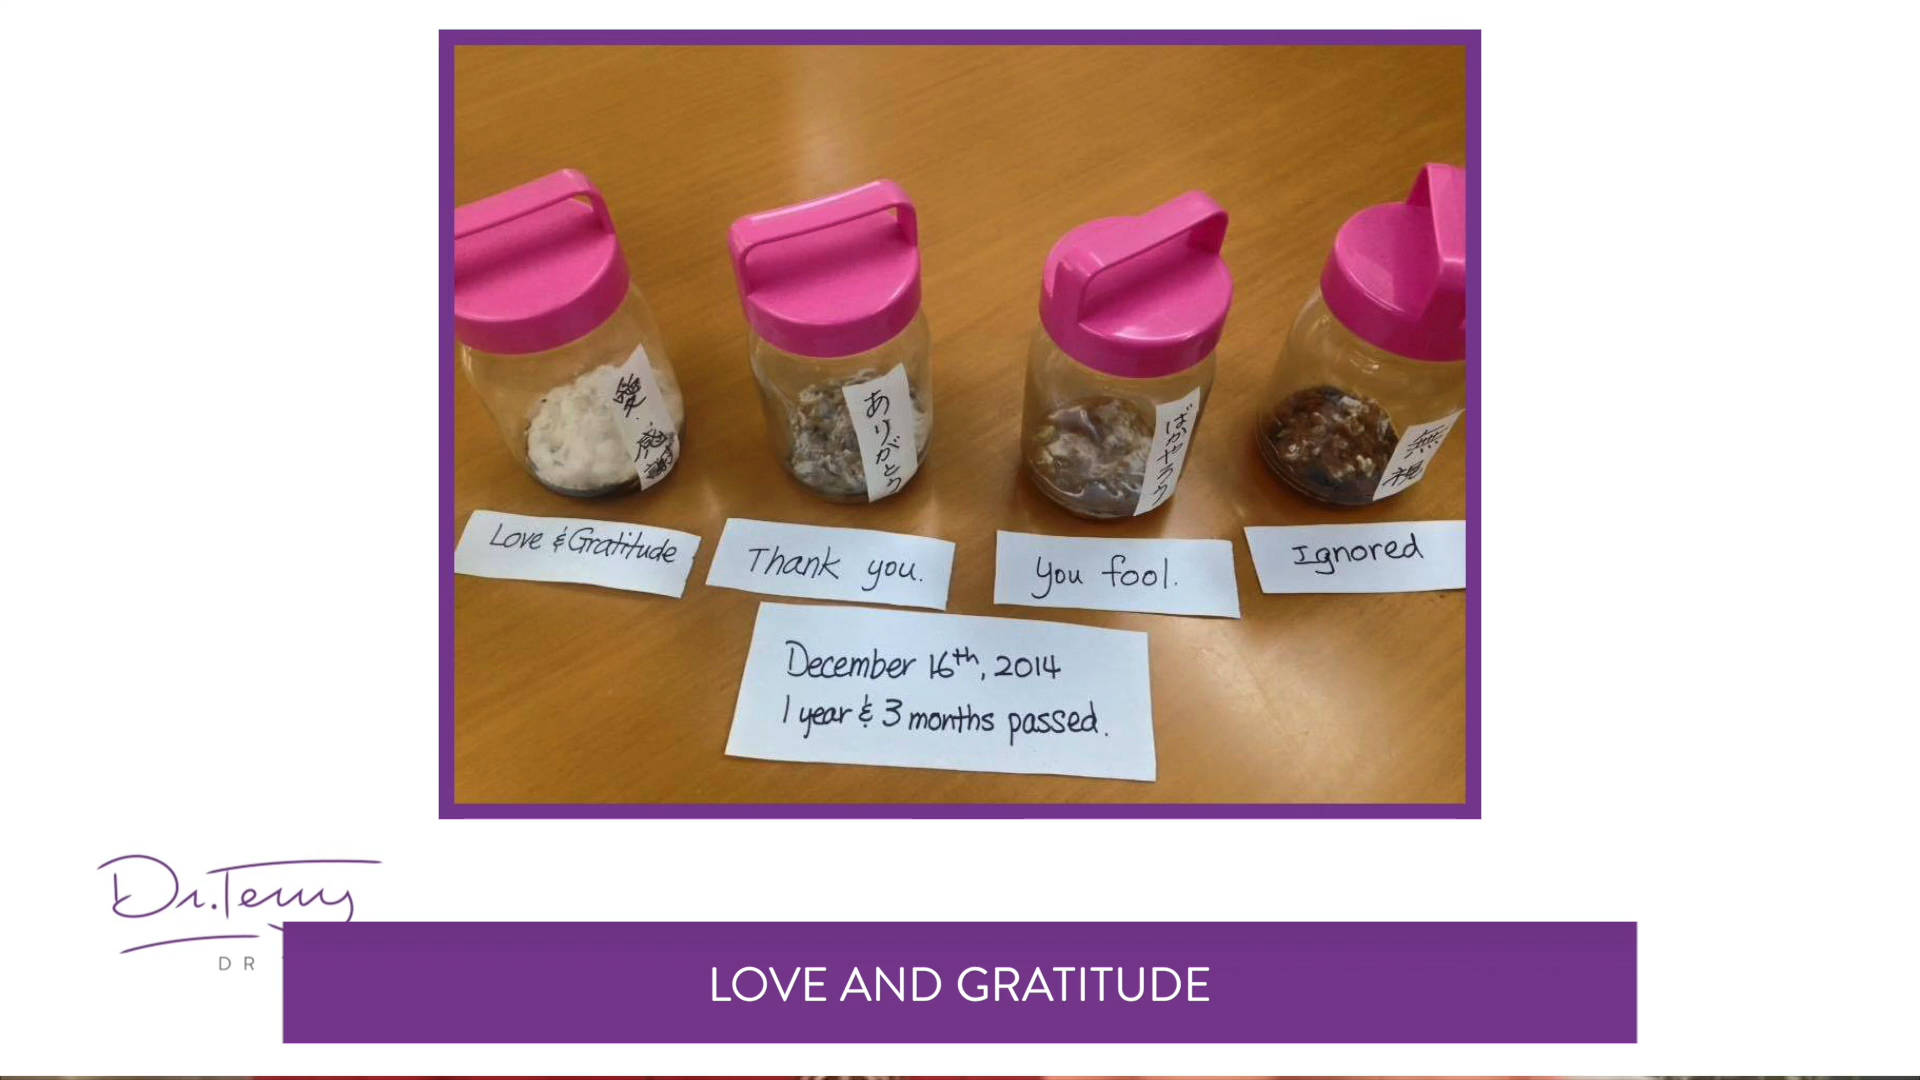 愛・感謝
ありがとう
ばかやろう
無視
Love & Gratitude
Thank you.
You fool.
Ignored
December 16th, 2014
1 year & 3 months passed.
Dr.Terry
DR
LOVE AND GRATITUDE